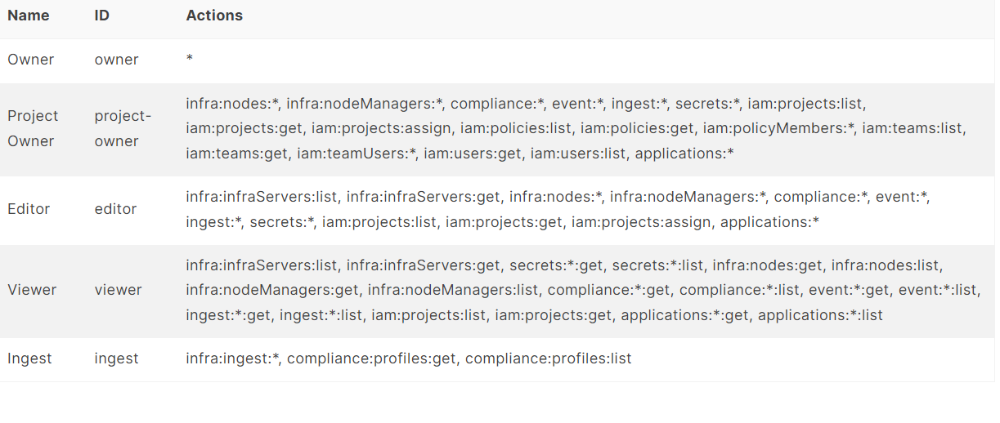 Name ID Actions
Owner owner *
Project Owner project-owner infra:nodes:*, infra:nodeManagers:*, compliance:*, event:*, ingest:*, secrets:*, iam:projects:list,
iam:projects:get, iam:projects:assign, iam:policies:list, iam:policies:get, iam:policyMembers:*, iam:teams:list,
iam:teams:get, iam:teamUsers:*, iam:users:get, iam:users:list, applications:*
Editor editor infra:infraServers:list, infra:infraServers:get, infra:nodes:*, infra:nodeManagers:*, compliance:*, event:*,
ingest:*, secrets:*, iam:projects:list, iam:projects:get, iam:projects:assign, applications:*
Viewer viewer infra:infraServers:list, infra:infraServers:get, secrets:*:get, secrets:*:list, infra:nodes:get, infra:nodes:list,
infra:nodeManagers:get, infra:nodeManagers:list, compliance:*:get, compliance:*:list, event:*:get, event:*:list,
ingest:*:get, ingest:*:list, iam:projects:list, iam:projects:get, applications:*:get, applications:*:list
Ingest ingest infra:ingest:*, compliance:profiles:get, compliance:profiles:list